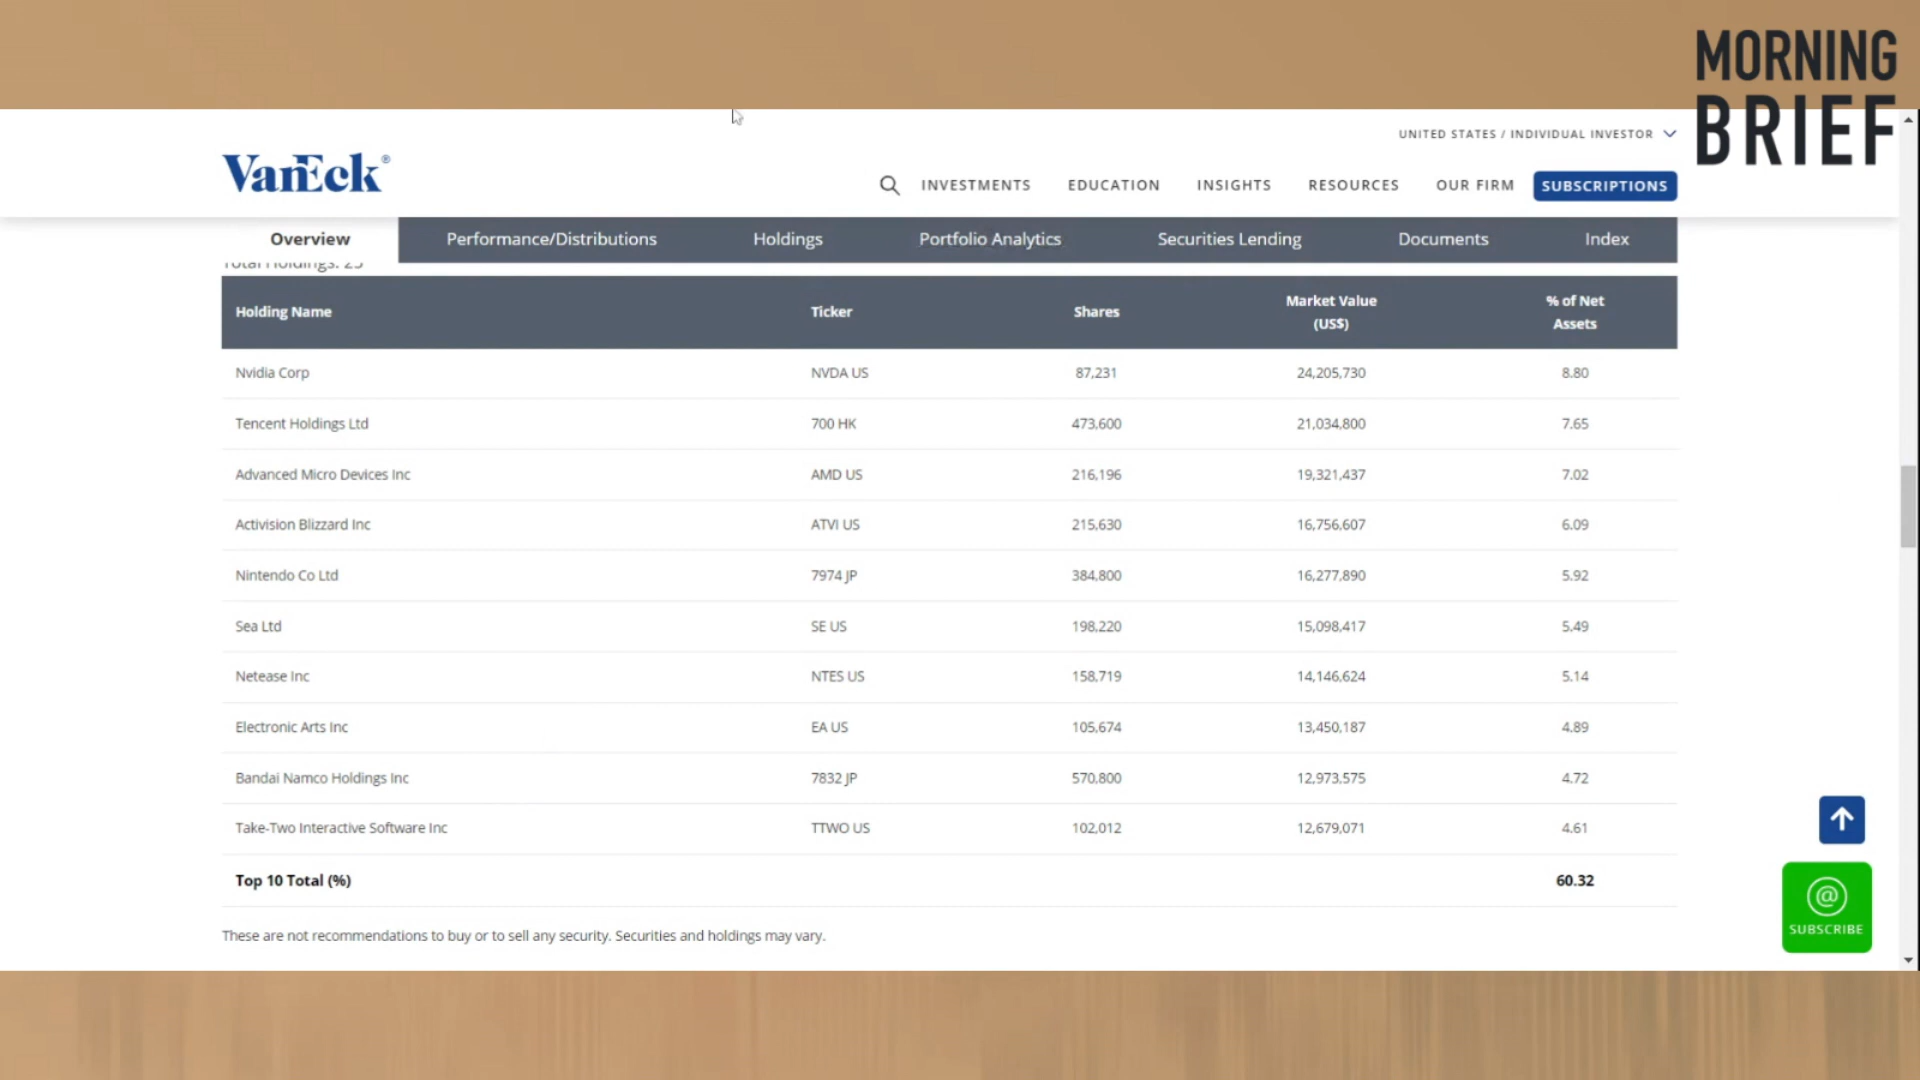 MORNING
BRIEF
UNITED STATES / INDIVIDUAL INVESTOR
VanEck®
INVESTMENTS EDUCATION INSIGHTS RESOURCES OUR FIRM SUBSCRIPTIONS
Overview Performance/Distributions Holdings Portfolio Analytics Securities Lending Documents Index
Total Holdings: 25
Holding Name Ticker Shares Market Value (US$) % of Net Assets
Nvidia Corp NVDA US 87,231 24,205,730 8.80
Tencent Holdings Ltd 700 HK 473,600 21,034,800 7.65
Advanced Micro Devices Inc AMD US 216,196 19,321,437 7.02
Activision Blizzard Inc ATVI US 215,630 16,756,607 6.09
Nintendo Co Ltd 7974 JP 384,800 16,277,890 5.92
Sea Ltd SE US 198,220 15,098,417 5.49
Netease Inc NTES US 158,719 14,146,624 5.14
Electronic Arts Inc EA US 105,674 13,450,187 4.89
Bandai Namco Holdings Inc 7832 JP 570,800 12,973,575 4.72
Take-Two Interactive Software Inc TTWO US 102,012 12,679,071 4.61
Top 10 Total (%) 60.32
These are not recommendations to buy or to sell any security. Securities and holdings may vary.
@
SUBSCRIBE